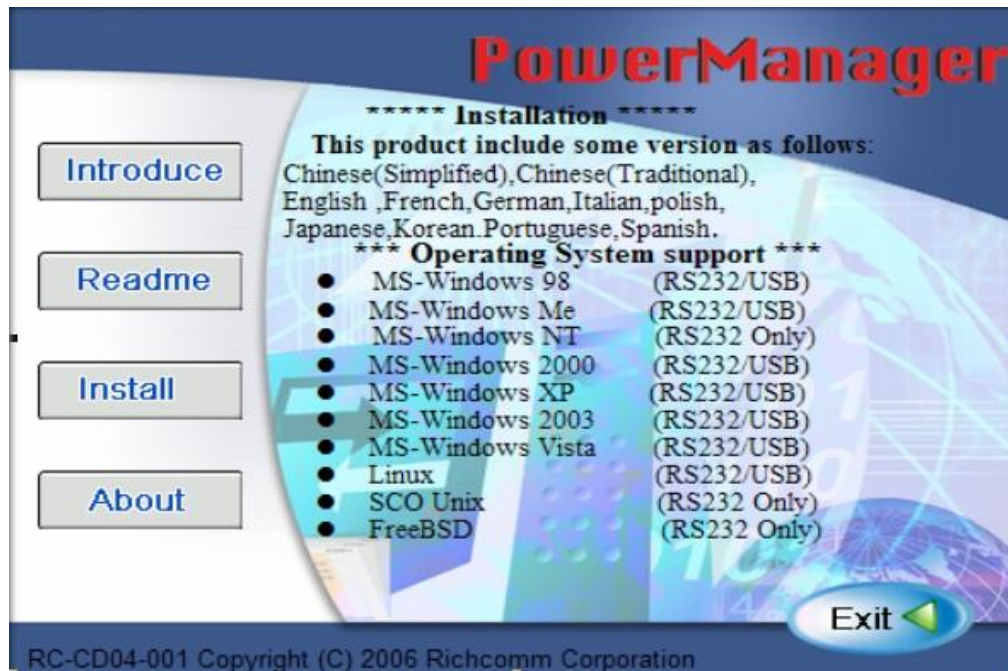 PowerManager
***** Installation *****
This product include some version as follows:
Chinese(Simplified),Chinese(Traditional),
English ,French,German,Italian,polish,
Japanese,Korean.Portuguese,Spanish.
*** Operating System support ***
● MS-Windows 98 (RS232/USB)
● MS-Windows Me (RS232/USB)
● MS-Windows NT (RS232 Only)
● MS-Windows 2000 (RS232/USB)
● MS-Windows XP (RS232/USB)
● MS-Windows 2003 (RS232/USB)
● MS-Windows Vista (RS232/USB)
● Linux (RS232/USB)
● SCO Unix (RS232 Only)
● FreeBSD (RS232 Only)
Introduce
Readme
Install
About
Exit
RC-CD04-001 Copyright (C) 2006 Richcomm Corporation